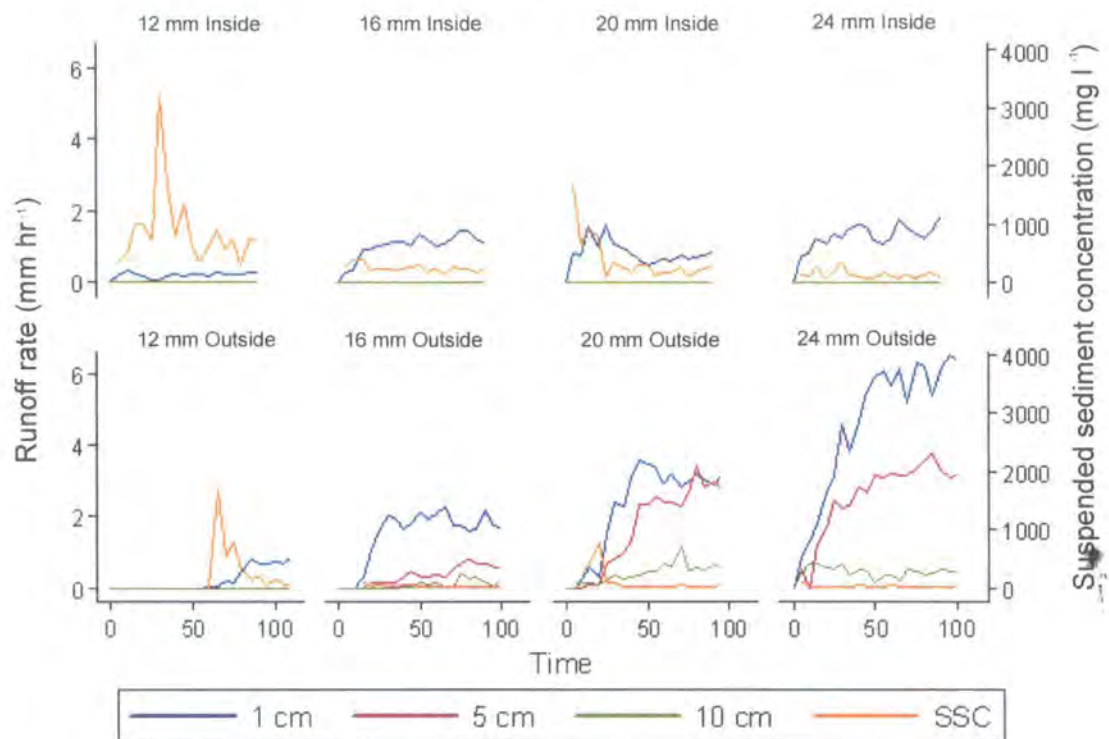 12 mm Inside
16 mm Inside
20 mm Inside
24 mm Inside
6
4
2
0
4000
3000
2000
1000
0
12 mm Outside
16 mm Outside
20 mm Outside
24 mm Outside
6
4
2
0
4000
3000
2000
1000
0
Runoff rate (mm hr⁻¹)
Suspended sediment concentration (mg l⁻¹)
0 50 100
0 50 100
0 50 100
0 50 100
Time
1 cm 5 cm 10 cm SSC